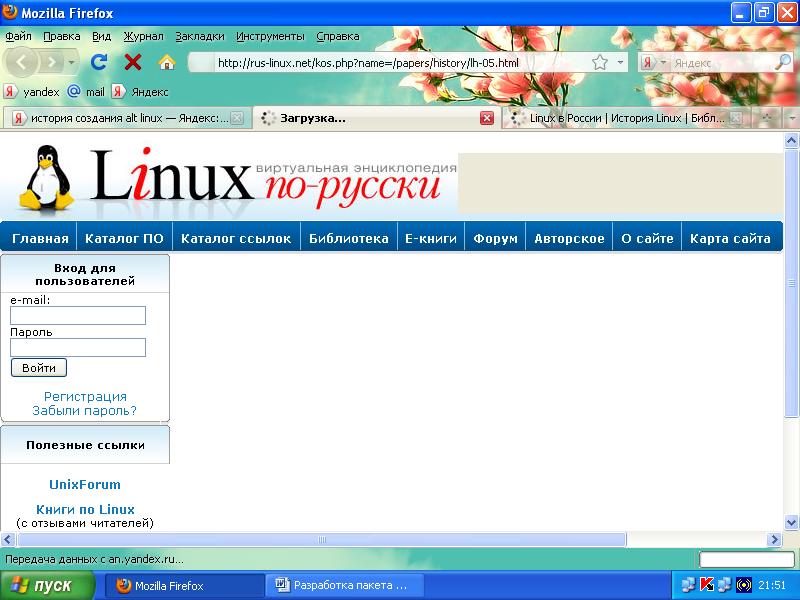 Mozilla Firefox
Файл Правка Вид Журнал Закладки Инструменты Справка
http://rus-linux.net/kos.php?name=/papers/history/lh-05.html
Яндекс
yandex mail Яндекс
история создания alt linux — Яндекс:...
Загрузка...
Linux в России | История Linux | Библ...
Linux
виртуальная энциклопедия
по-русски
Главная Каталог ПО Каталог ссылок Библиотека Е-книги Форум Авторское О сайте Карта сайта
Вход для
пользователей
e-mail:
Пароль
Войти
Регистрация
Забыли пароль?
Полезные ссылки
UnixForum
Книги по Linux
(с отзывами читателей)
Передача данных с an.yandex.ru...
пуск
Mozilla Firefox
Разработка пакета ...
21:51